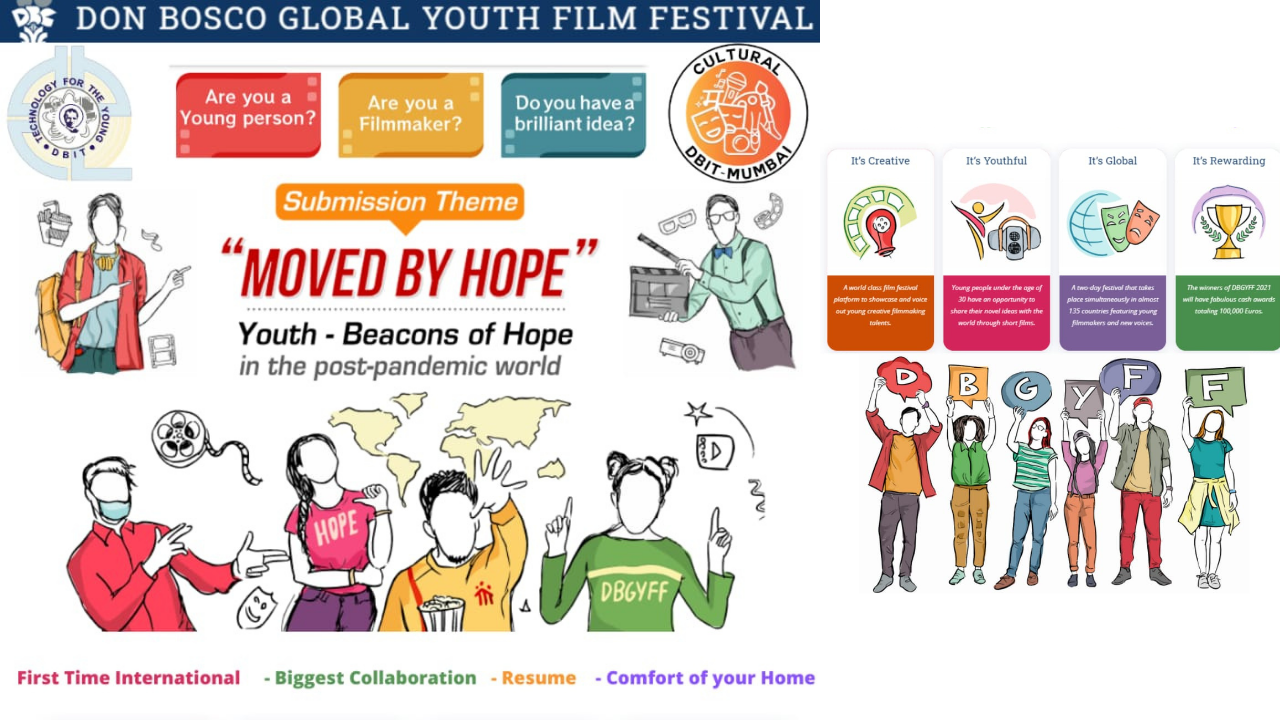 DON BOSCO GLOBAL YOUTH FILM FESTIVAL
TECHNOLOGY FOR THE YOUNG
• DBIT •
Are you a
Young person?
Are you a
Filmmaker?
Do you have a
brilliant idea?
CULTURAL
DBIT-MUMBAI
Submission Theme
“MOVED BY HOPE”
Youth - Beacons of Hope
in the post-pandemic world
HOPE
DBGYFF
First Time International - Biggest Collaboration - Resume - Comfort of your Home
It's Creative
A world class film festival
platform to showcase and voice
out young creative filmmaking
talents.
It's Youthful
Young people under the age of
30 have an opportunity to
share their novel ideas with the
world through short films.
It's Global
A two-day festival that takes
place simultaneously in almost
135 countries featuring young
filmmakers and new voices.
It's Rewarding
The winners of DBGYFF 2021
will have fabulous cash awards
totaling 100,000 Euros.
D B G Y F F